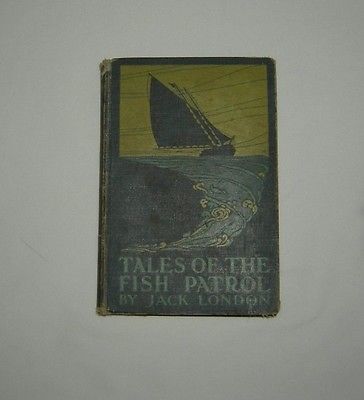 TALES OF THE
FISH PATROL
BY JACK LONDON